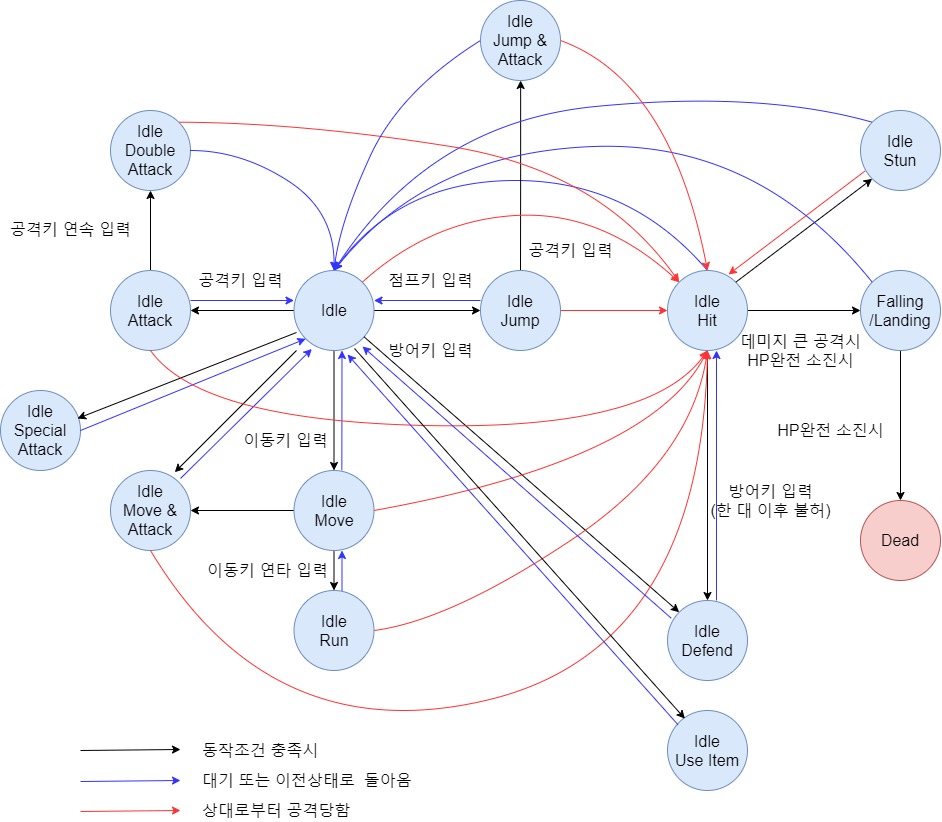 Idle
Jump &
Attack
Idle
Double
Attack
Idle
Stun
공격키 연속 입력
공격키 입력
공격키 입력
점프키 입력
Idle
Attack
Idle
Idle
Jump
Idle
Hit
Falling
/Landing
방어키 입력
데미지 큰 공격시
HP완전 소진시
Idle
Special
Attack
이동키 입력
HP완전 소진시
Idle
Move &
Attack
Idle
Move
방어키 입력
(한 대 이후 불허)
Dead
이동키 연타 입력
Idle
Run
Idle
Defend
Idle
Use Item
동작조건 충족시
대기 또는 이전상태로 돌아옴
상대로부터 공격당함